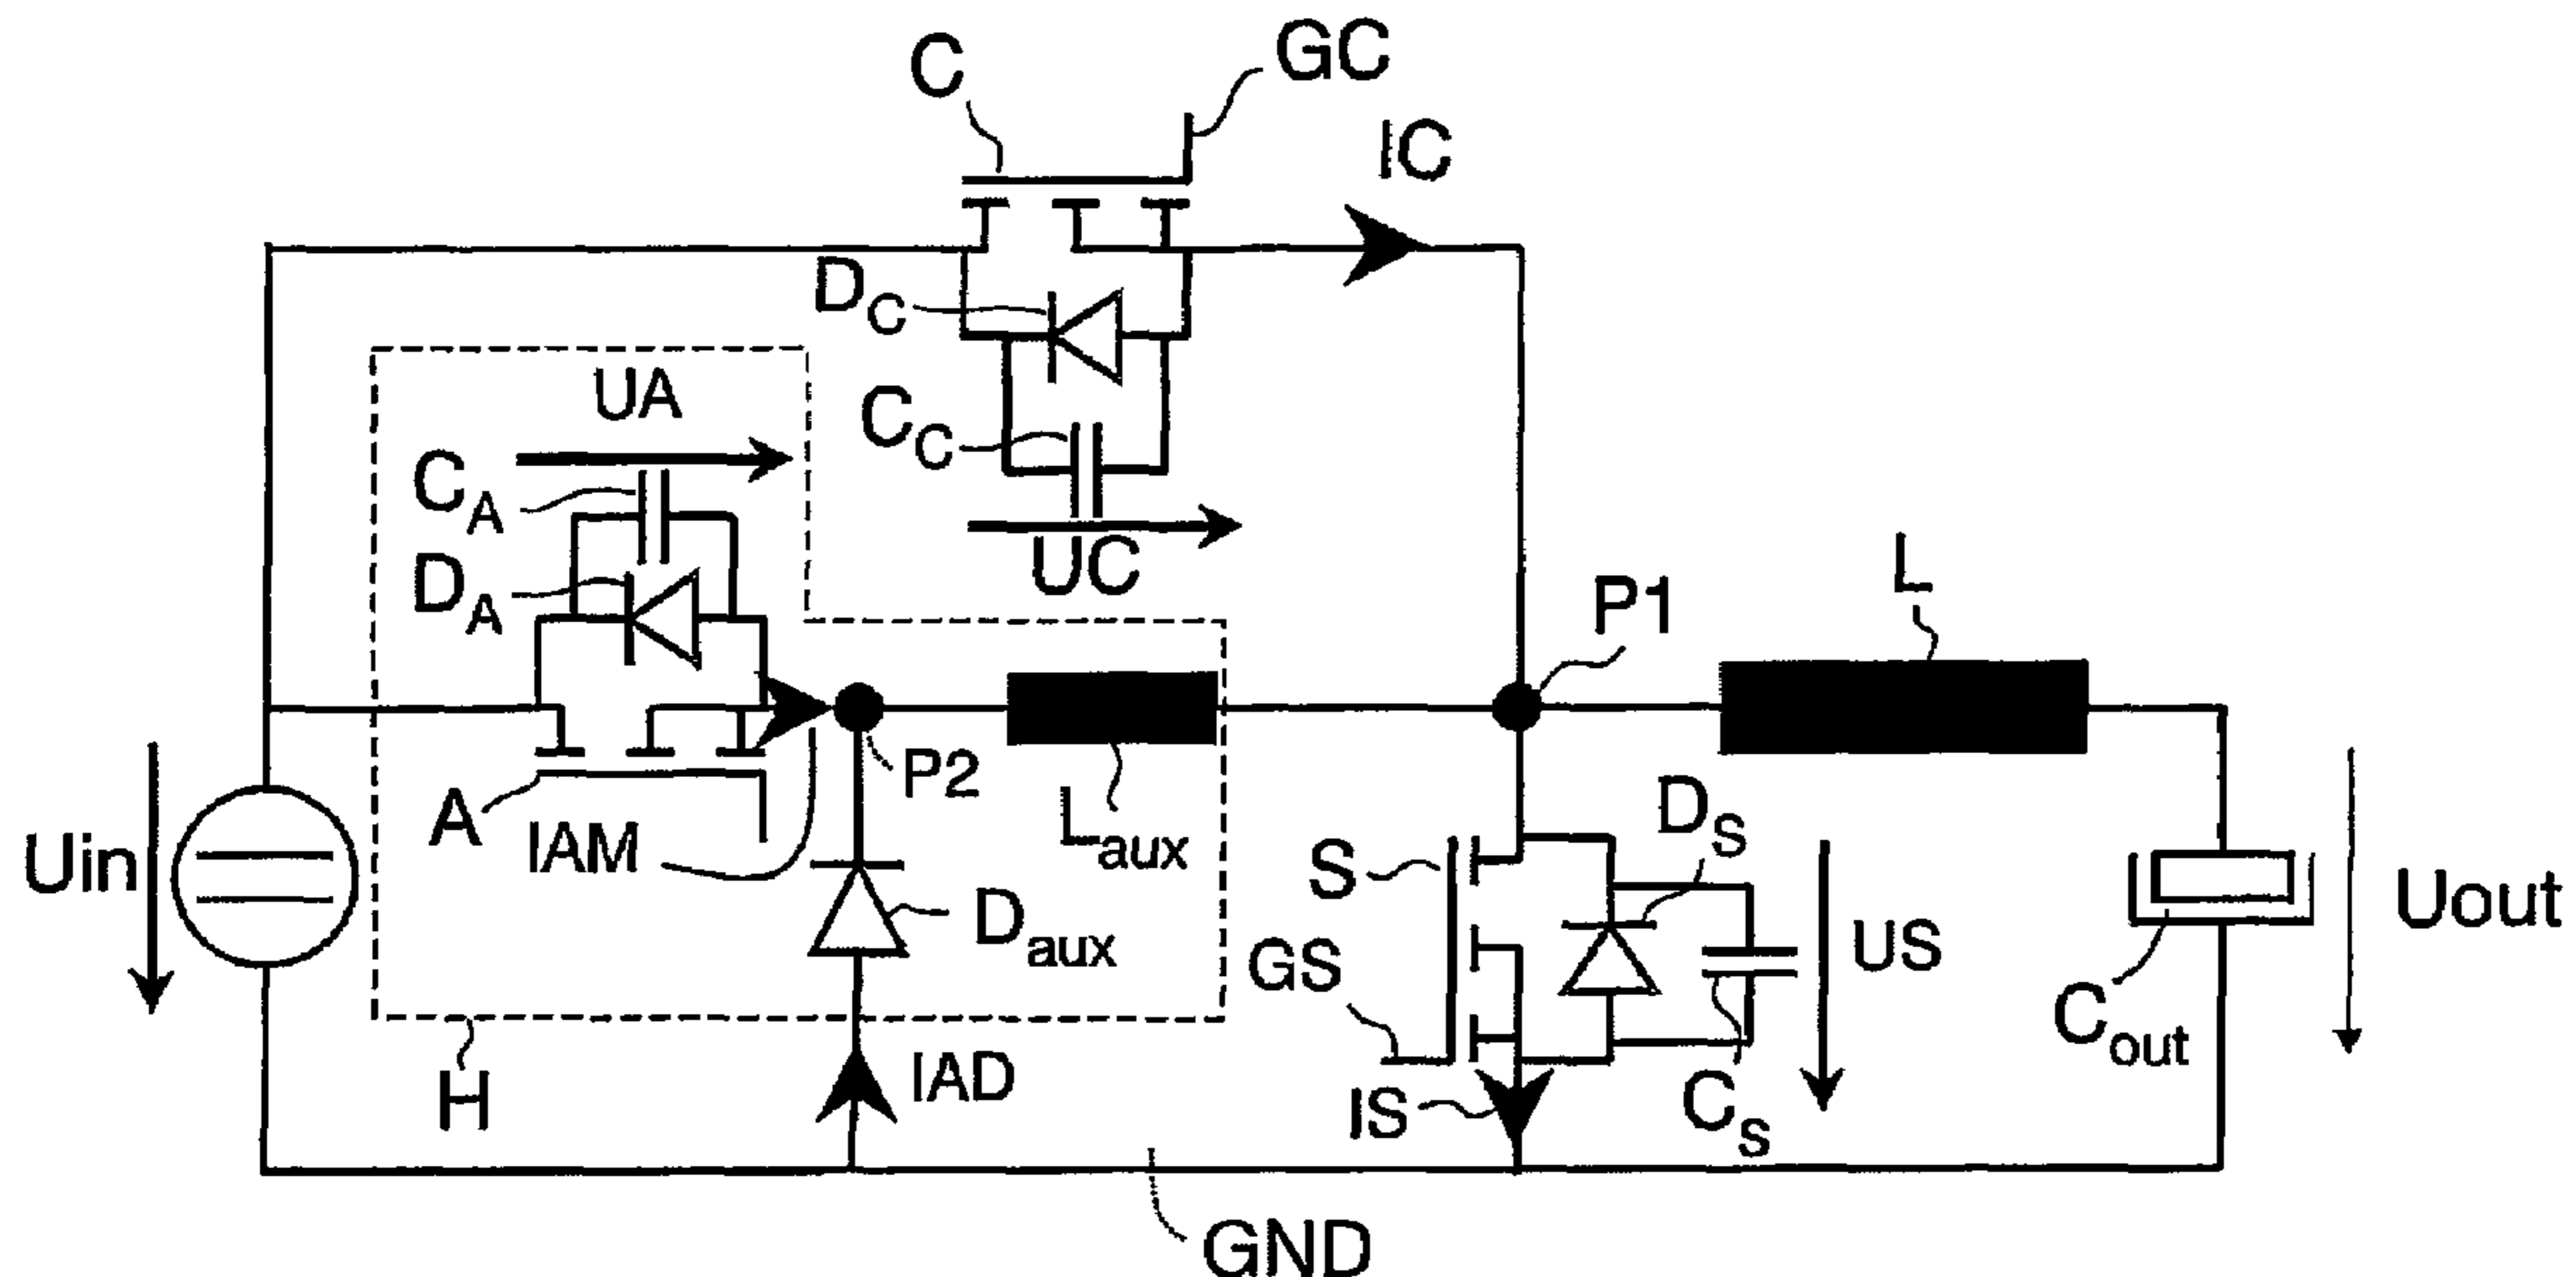 C
GC
IC
D_C
UA
C_C
C_A
UC
D_A
L
P1
P2
A
IAM
L_aux
D_S
Uin
S
D_aux
US
Uout
GS
C_out
H
IAD
IS
C_S
GND